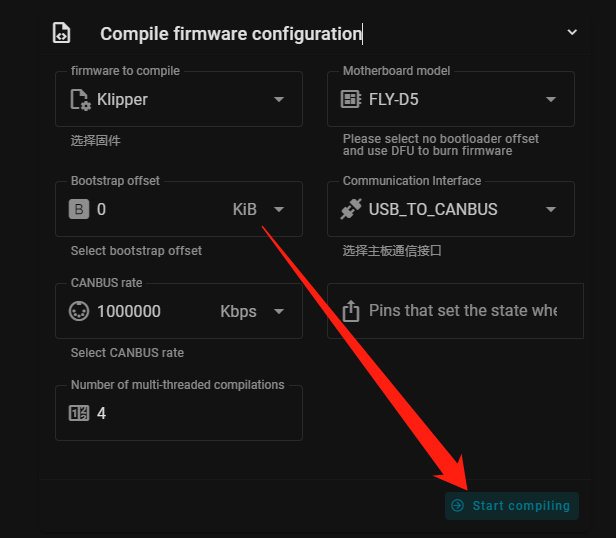 Compile firmware configuration
firmware to compile
Klipper
选择固件
Motherboard model
FLY-D5
Please select no bootloader offset
and use DFU to burn firmware
Bootstrap offset
B 0 KiB
Select bootstrap offset
Communication Interface
USB_TO_CANBUS
选择主板通信接口
CANBUS rate
1000000 Kbps
Select CANBUS rate
Pins that set the state whe
Number of multi-threaded compilations
4
Start compiling